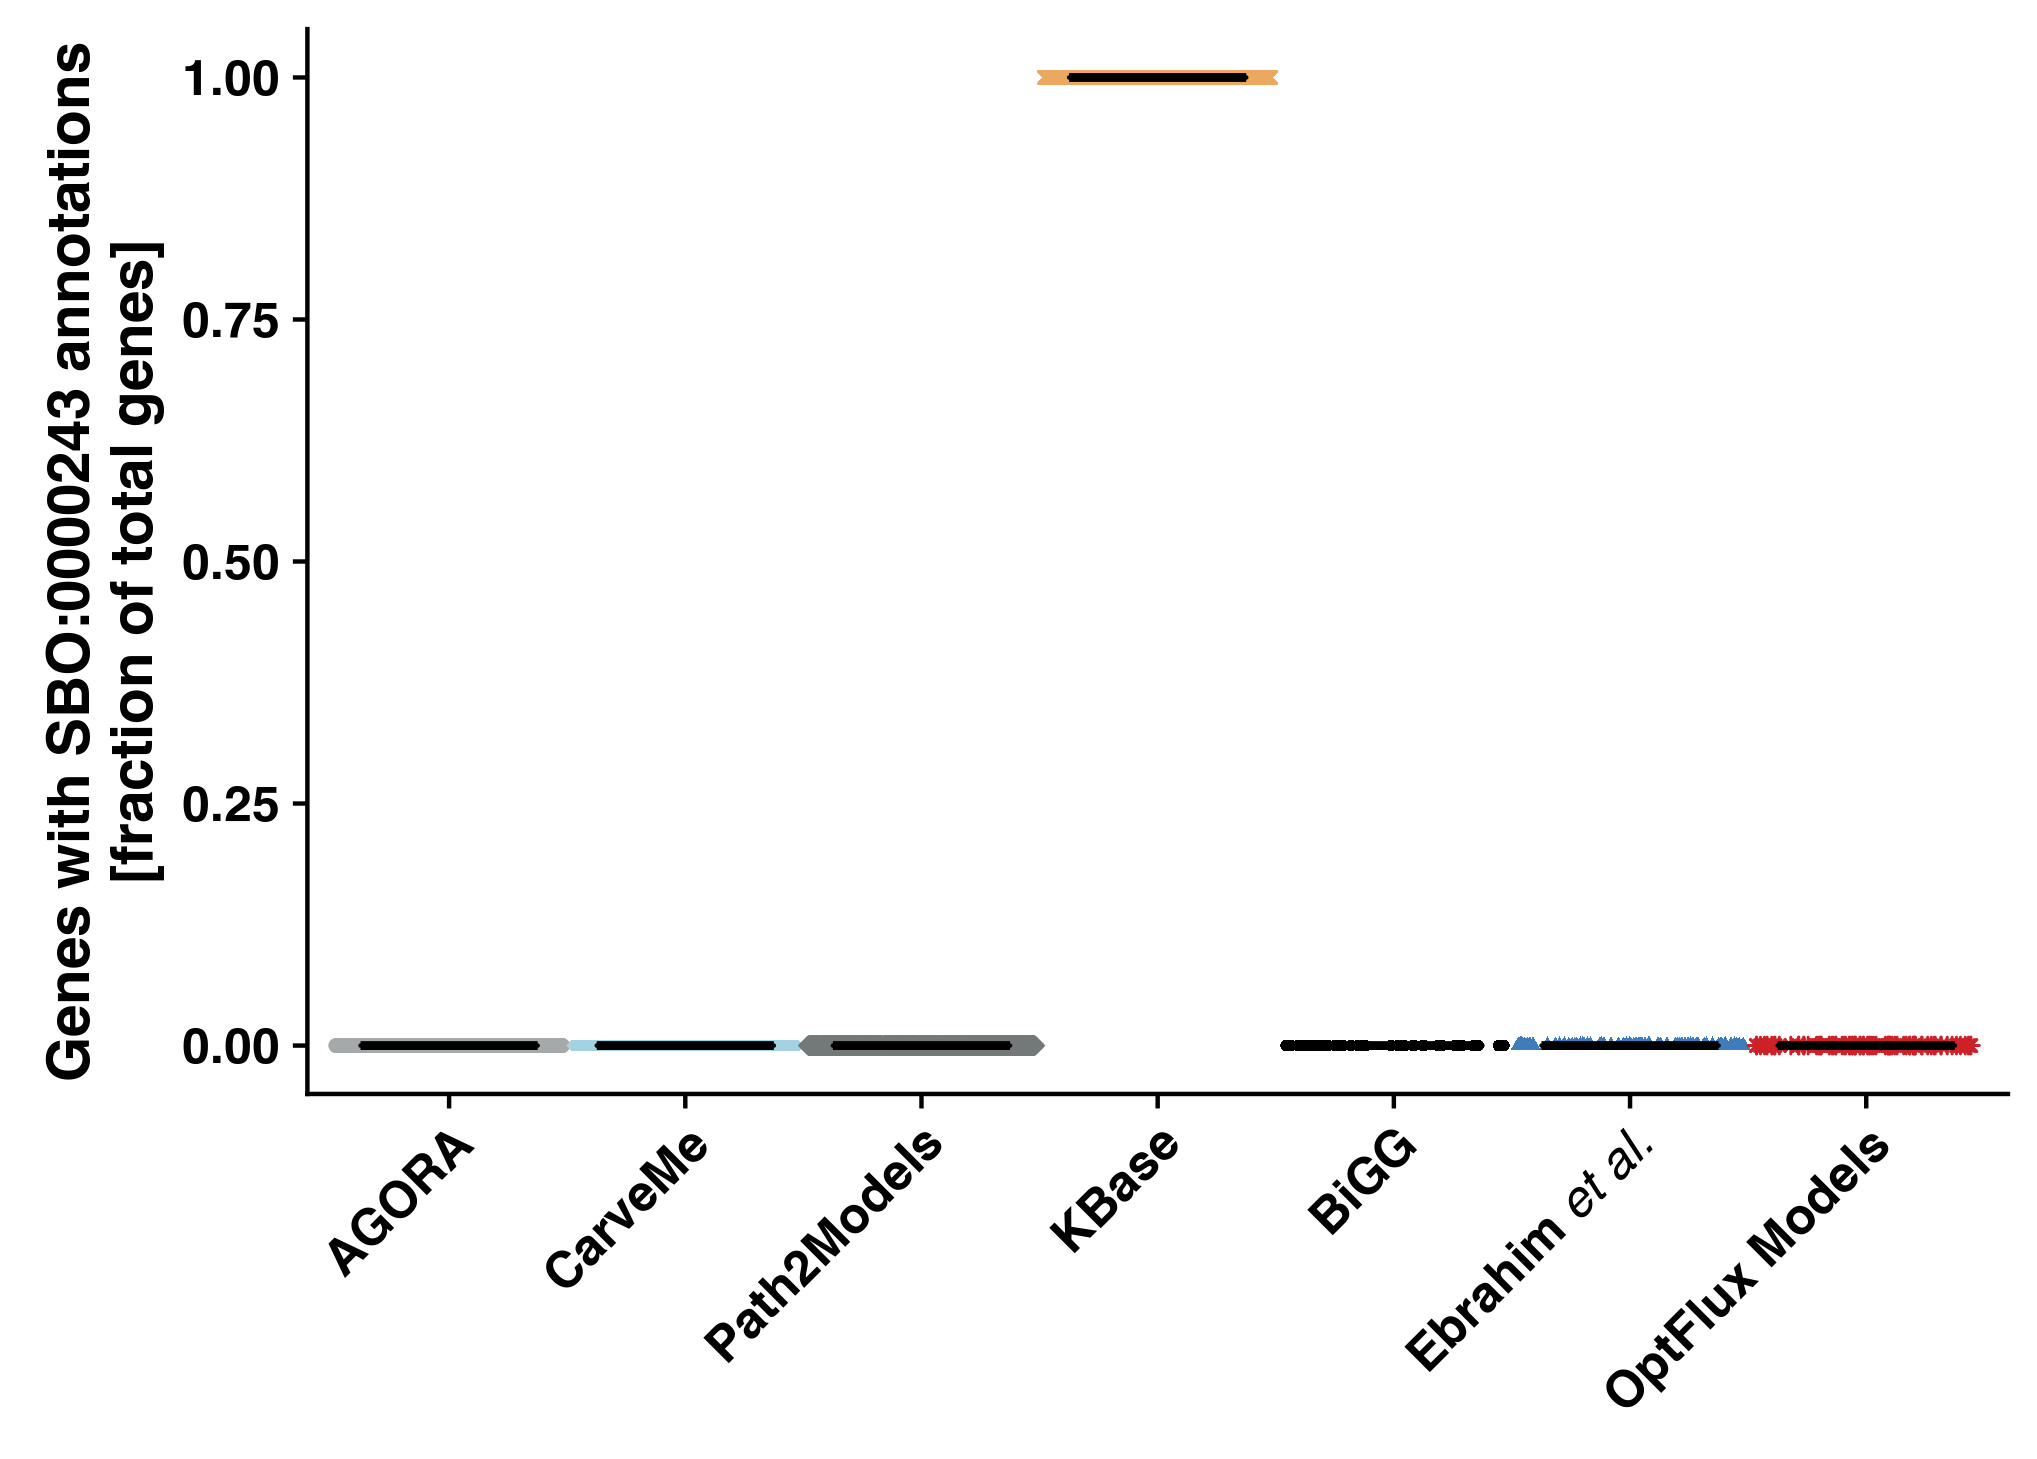 Genes with SBO:0000243 annotations
[fraction of total genes]
1.00
0.75
0.50
0.25
0.00
AGORA
CarveMe
Path2Models
KBase
BiGG
Ebrahim et al.
OptFlux Models